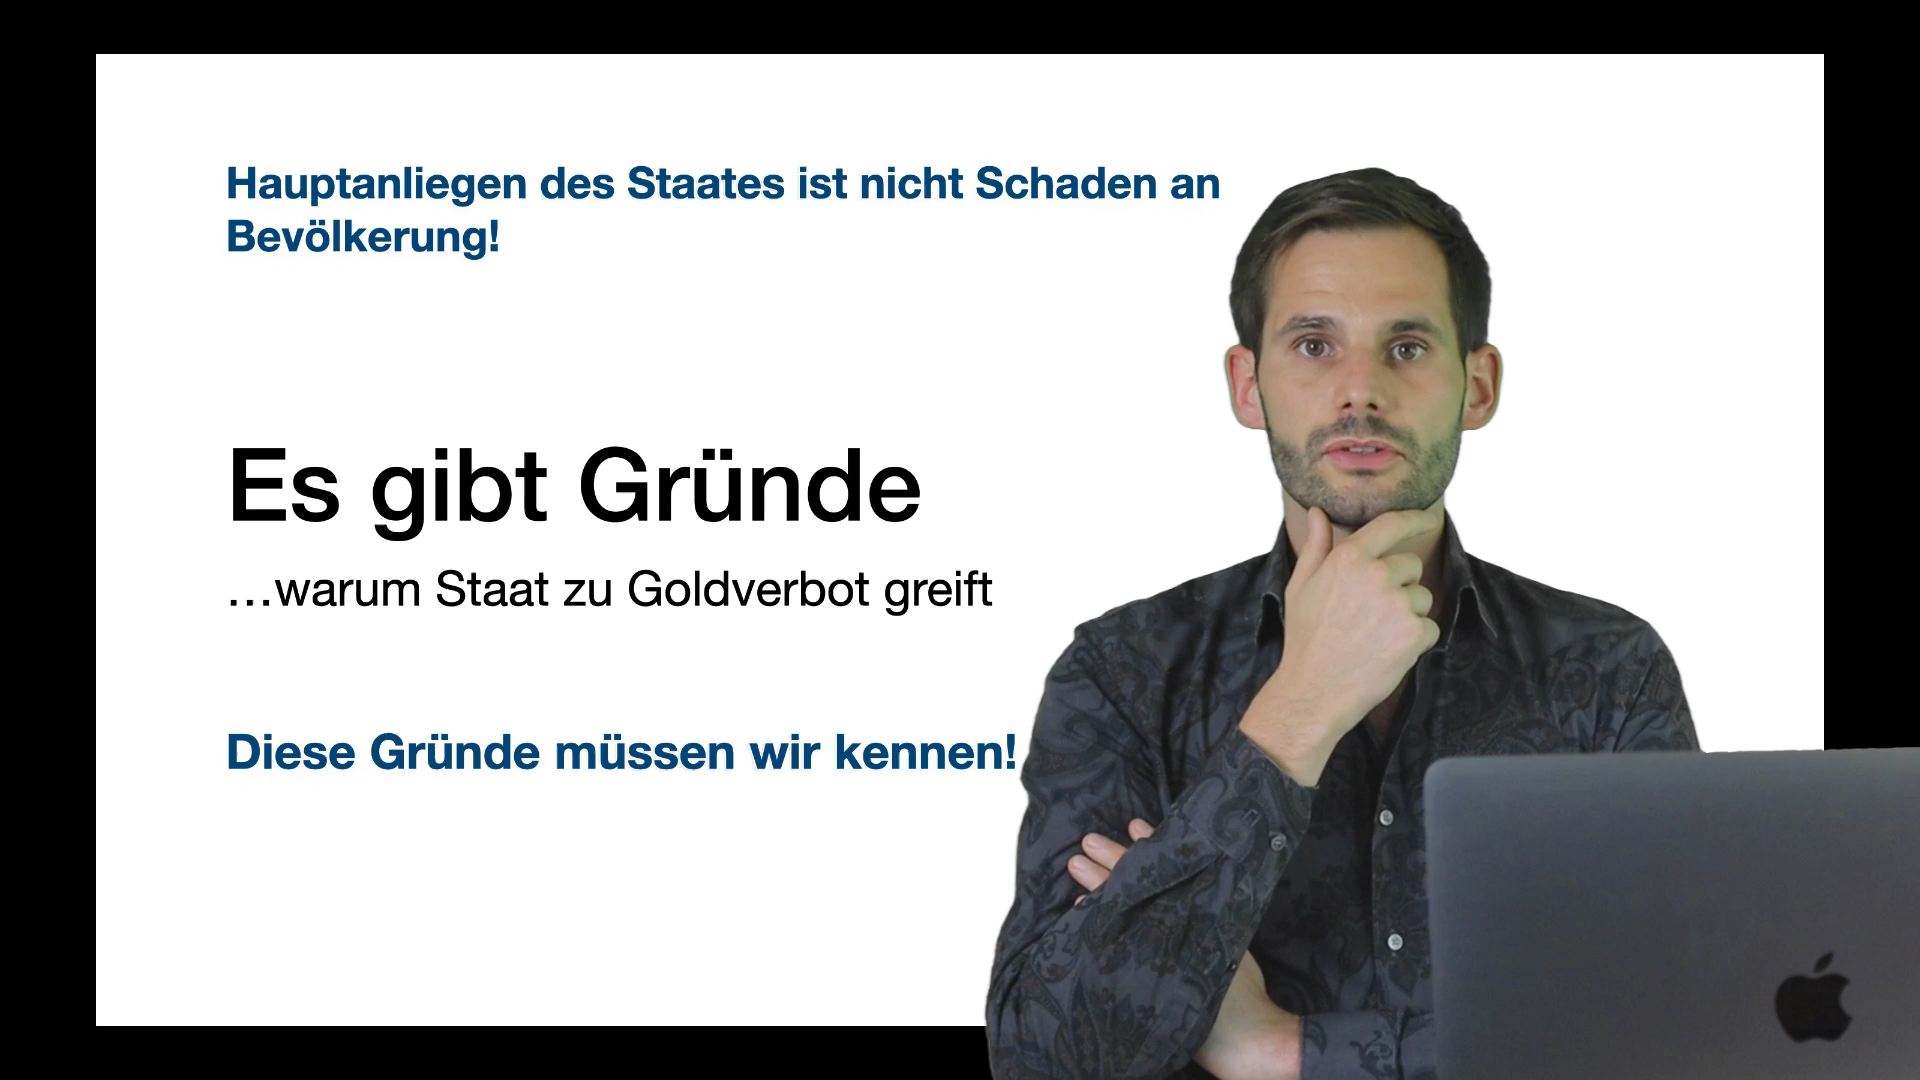 Hauptanliegen des Staates ist nicht Schaden an
Bevölkerung!
Es gibt Gründe
…warum Staat zu Goldverbot greift
Diese Gründe müssen wir kennen!